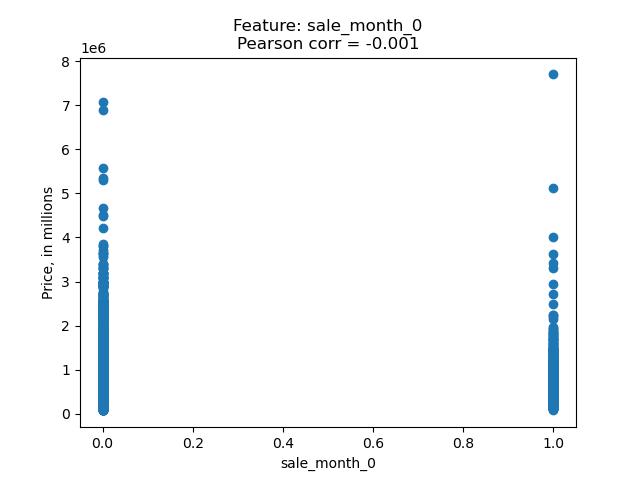 Feature: sale_month_0
Pearson corr = -0.001
1e6
8
7
6
5
4
3
2
1
0
Price, in millions
0.0 0.2 0.4 0.6 0.8 1.0
sale_month_0